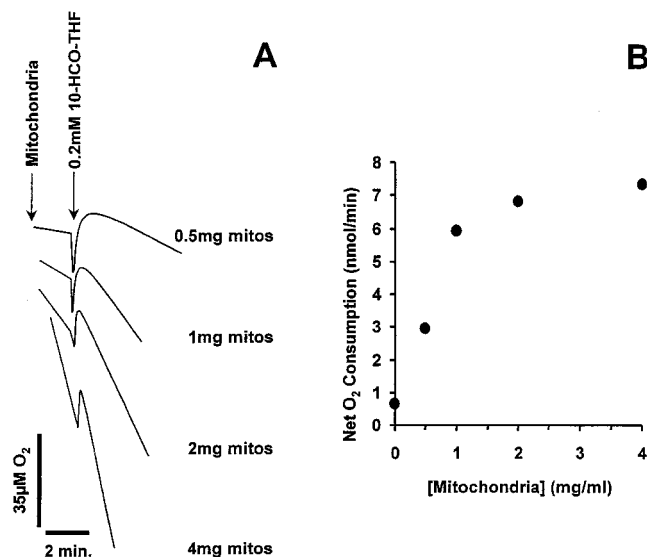 A
Mitochondria
0.2mM 10-HCO-THF
0.5mg mitos
1mg mitos
2mg mitos
4mg mitos
35µM O₂
2 min.
B
Net O₂ Consumption (nmol/min)
8
7
6
5
4
3
2
1
0
0 1 2 3 4
[Mitochondria] (mg/ml)